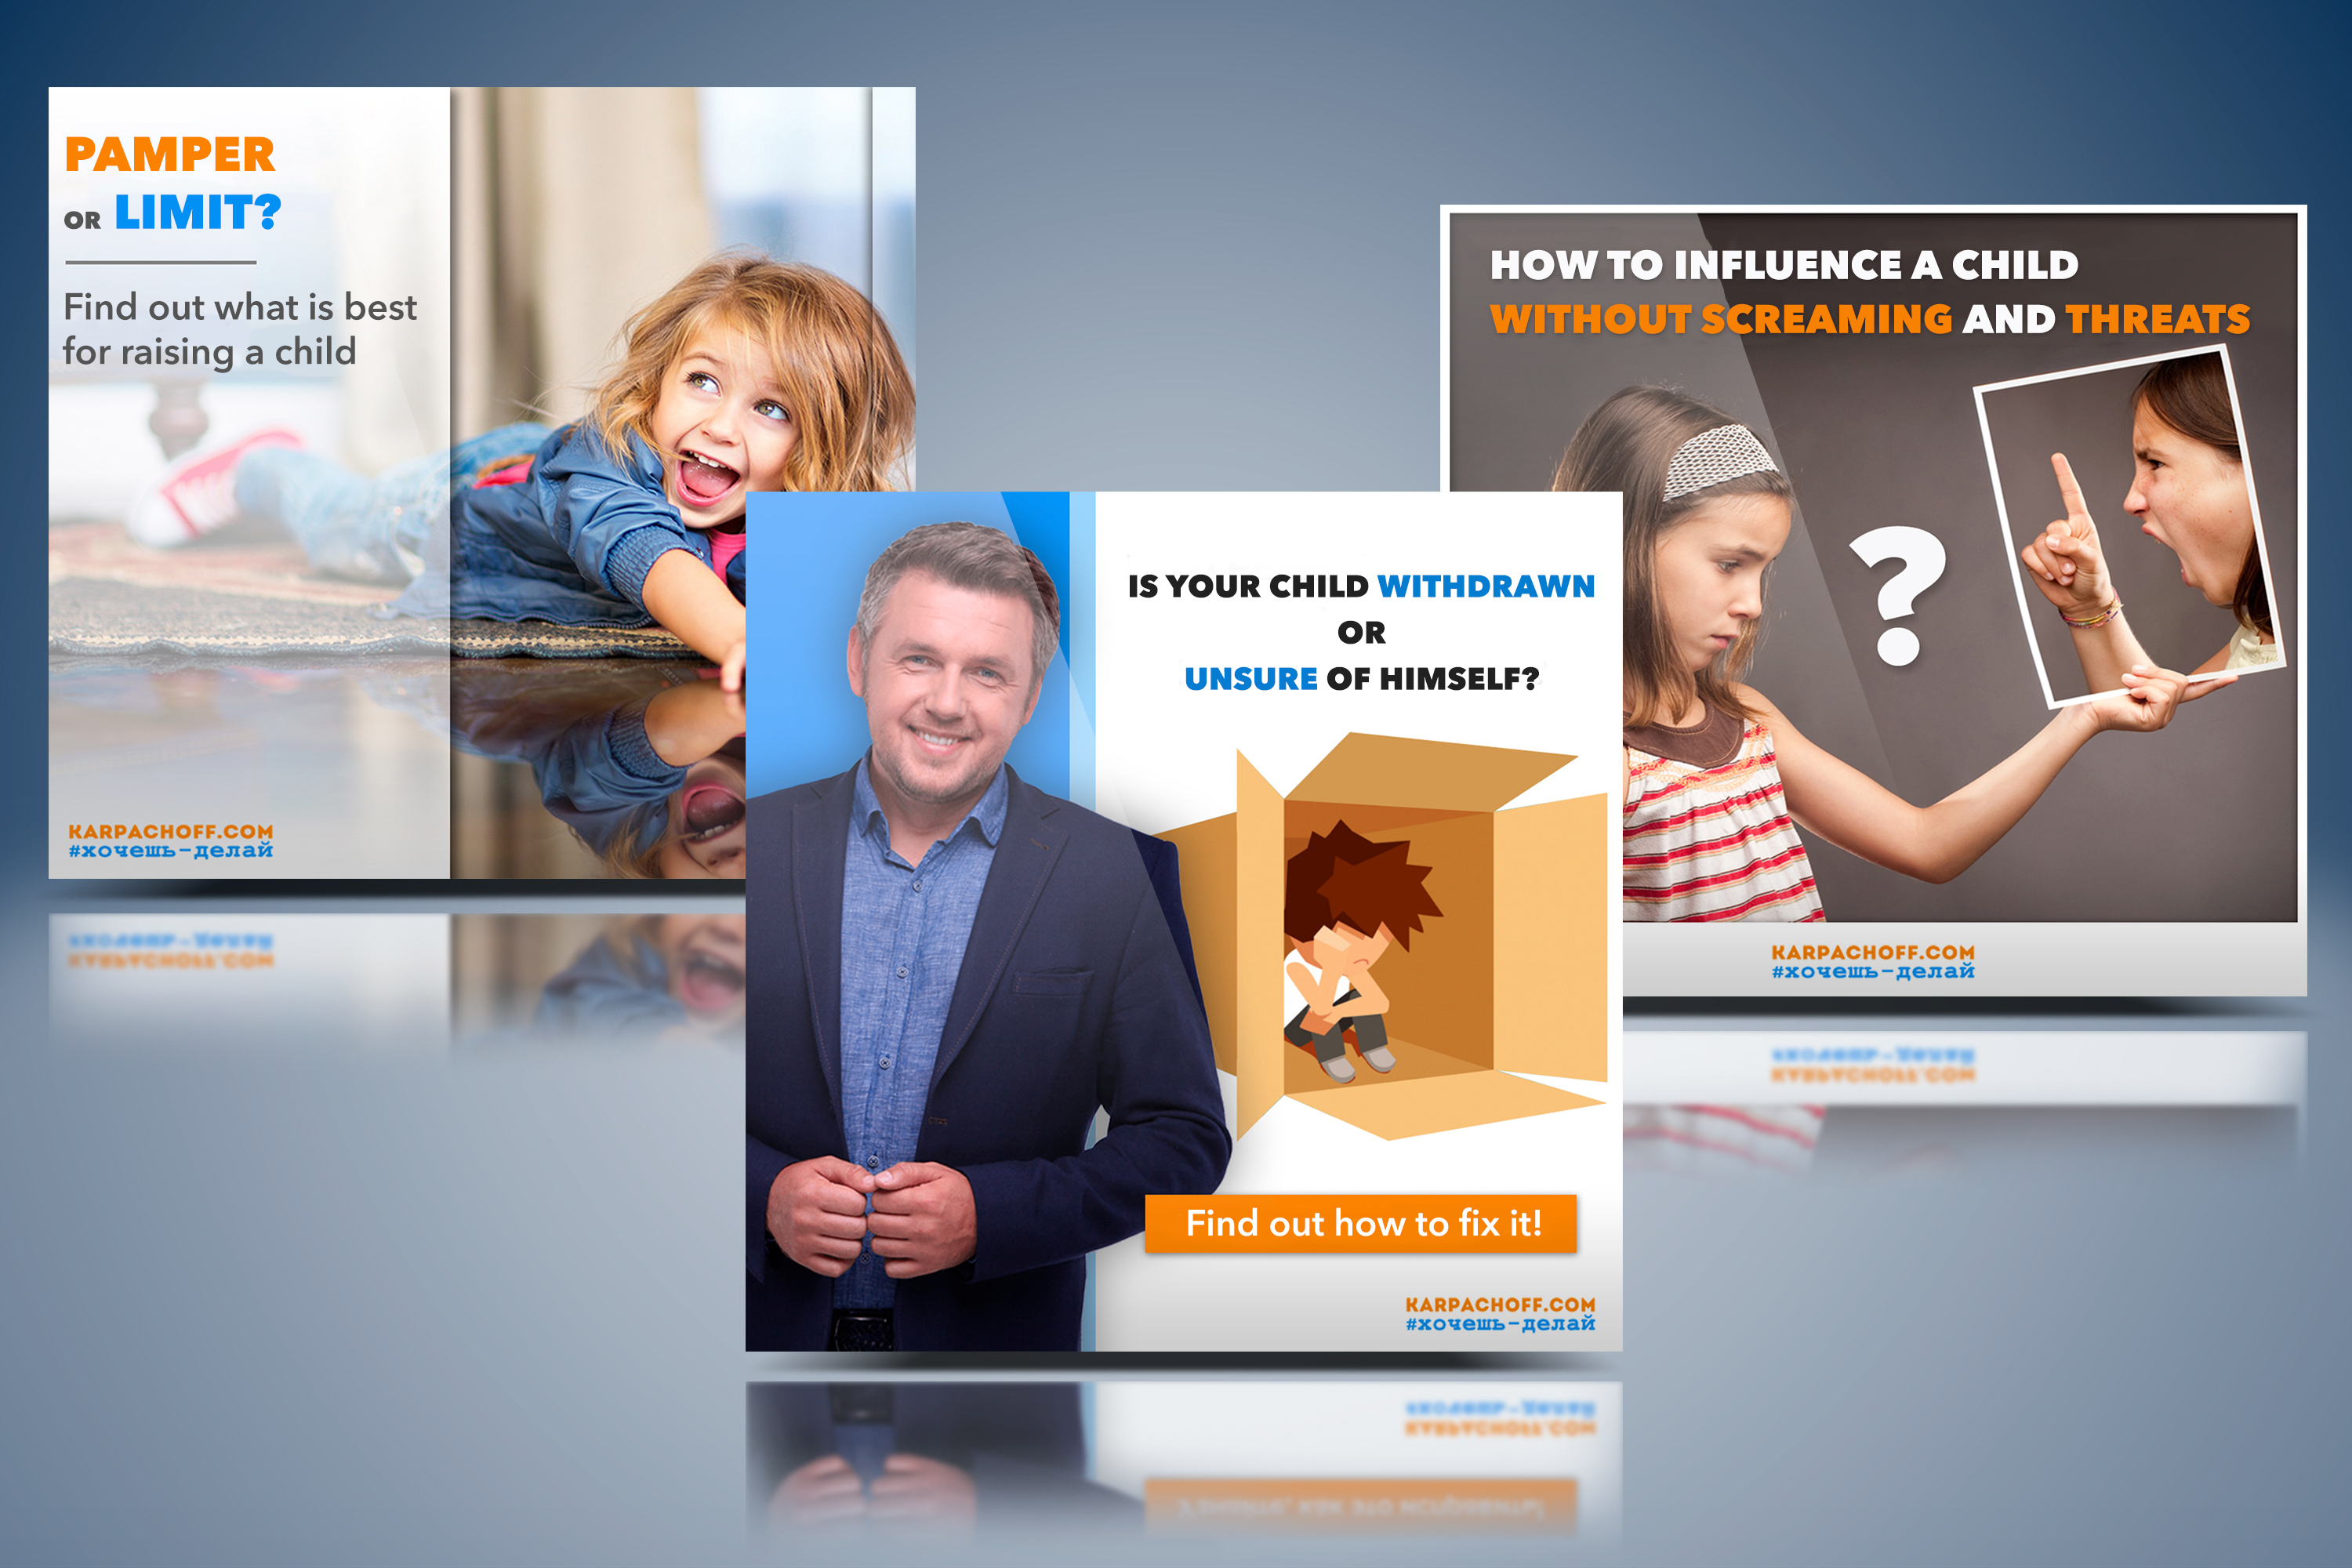 PAMPER
OR LIMIT?
Find out what is best
for raising a child
KARPACHOFF.COM
#хочешь-делай
HOW TO INFLUENCE A CHILD
WITHOUT SCREAMING AND THREATS
?
KARPACHOFF.COM
#хочешь-делай
IS YOUR CHILD WITHDRAWN
OR
UNSURE OF HIMSELF?
Find out how to fix it!
KARPACHOFF.COM
#хочешь-делай